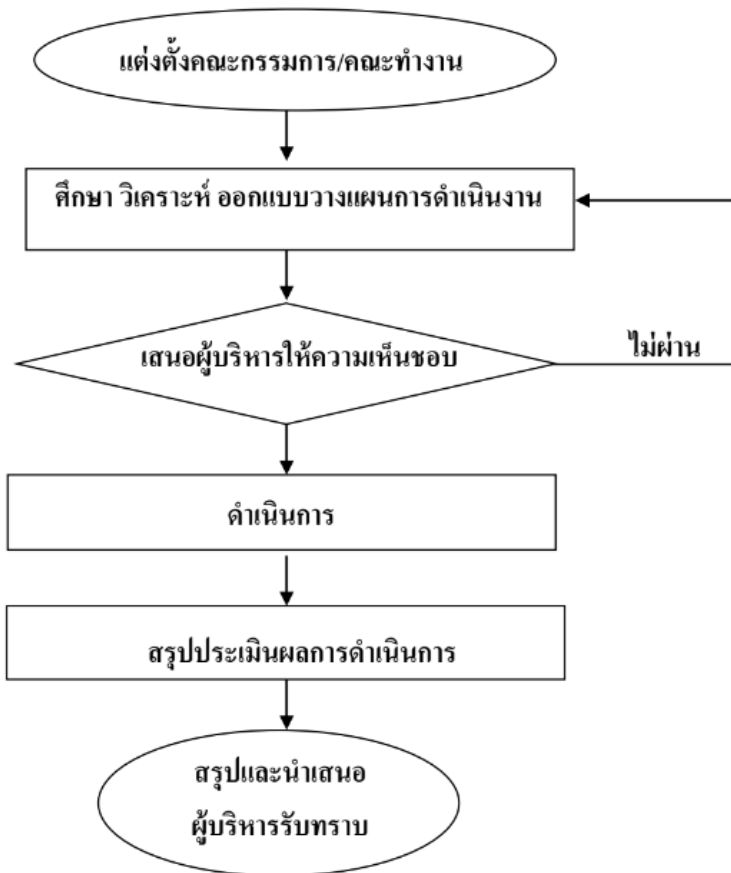 แต่งตั้งคณะกรรมการ/คณะทำงาน
ศึกษา วิเคราะห์ ออกแบบวางแผนการดำเนินงาน
เสนอผู้บริหารให้ความเห็นชอบ
ไม่ผ่าน
ดำเนินการ
สรุปประเมินผลการดำเนินการ
สรุปและนำเสนอ
ผู้บริหารรับทราบ